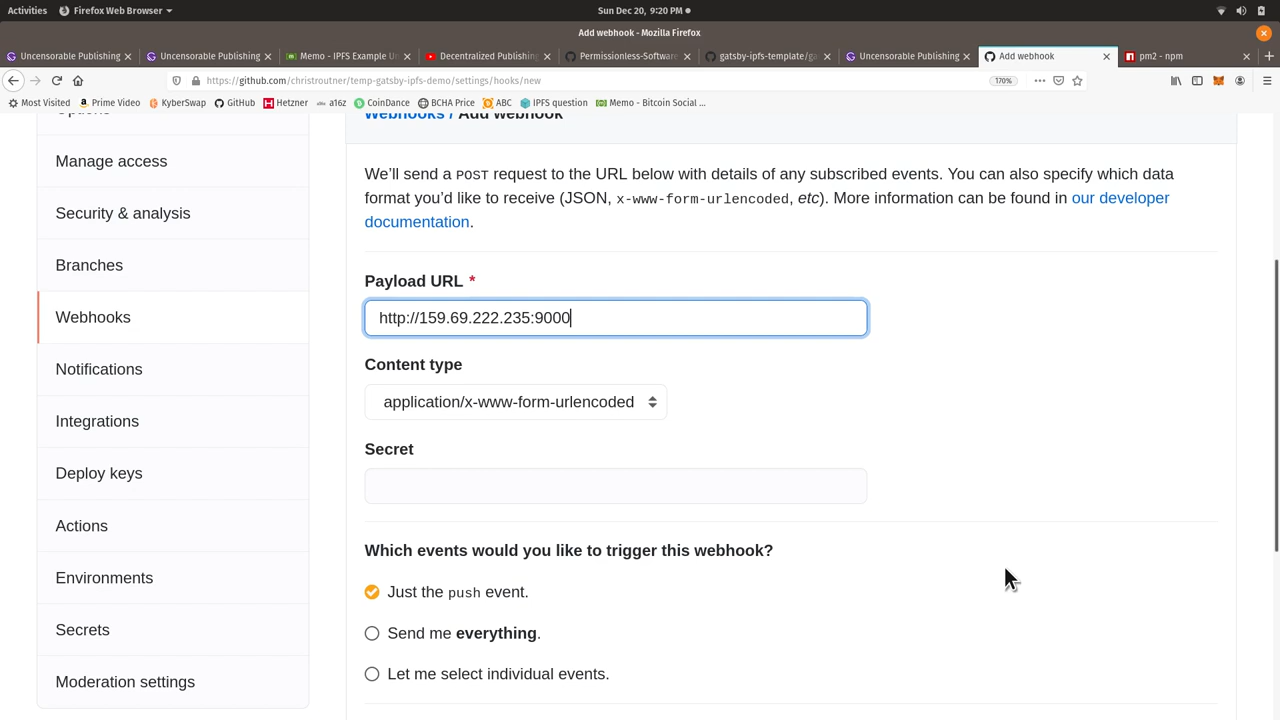 Activities Firefox Web Browser Sun Dec 20, 9:20 PM
Add webhook - Mozilla Firefox
Uncensorable Publishing Uncensorable Publishing Memo - IPFS Example Decentralized Publishing Permissionless-Software gatsby-ipfs-template/ga Uncensorable Publishing Add webhook pm2 - npm
https://github.com/christroutner/temp-gatsby-ipfs-demo/settings/hooks/new 170%
Most Visited Prime Video KyberSwap GitHub Hetzner a16z CoinDance BCHA Price ABC IPFS question Memo - Bitcoin Social ...
Options
Webhooks / Add webhook
Manage access
Security & analysis
Branches
Webhooks
Notifications
Integrations
Deploy keys
Actions
Environments
Secrets
Moderation settings
We'll send a POST request to the URL below with details of any subscribed events. You can also specify which data
format you'd like to receive (JSON, x-www-form-urlencoded, etc). More information can be found in our developer
documentation.
Payload URL *
http://159.69.222.235:9000
Content type
application/x-www-form-urlencoded
Secret
Which events would you like to trigger this webhook?
Just the push event.
Send me everything.
Let me select individual events.